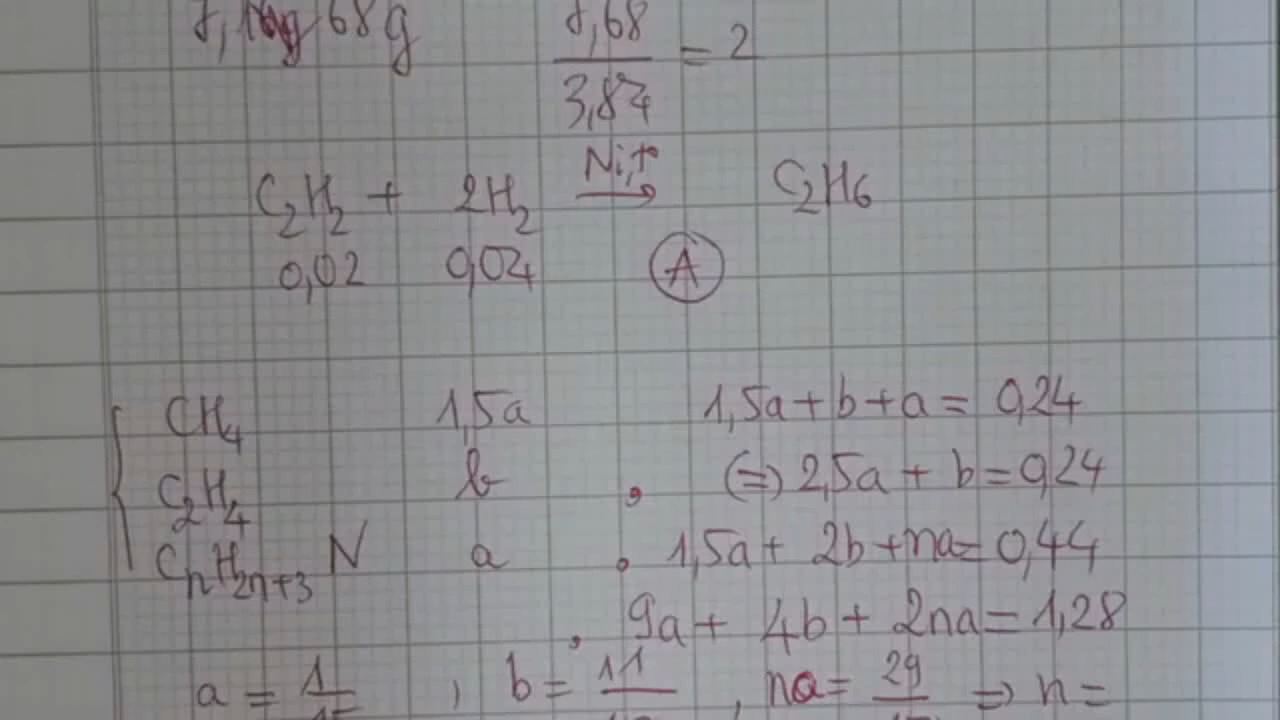 68g 7,68
— = 2
3,84
C2H2 + 2H2 Ni,t° → C2H6
0,02 0,04 A
CH4 1,5a 1,5a + b + a = 0,24
C2H4 b (=) 2,5a + b = 0,24
CnH2n+3 N a 1,5a + 2b + na = 0,44
9a + 4b + 2na = 1,28
a = 1 , b = 11 , na = 29 => n =